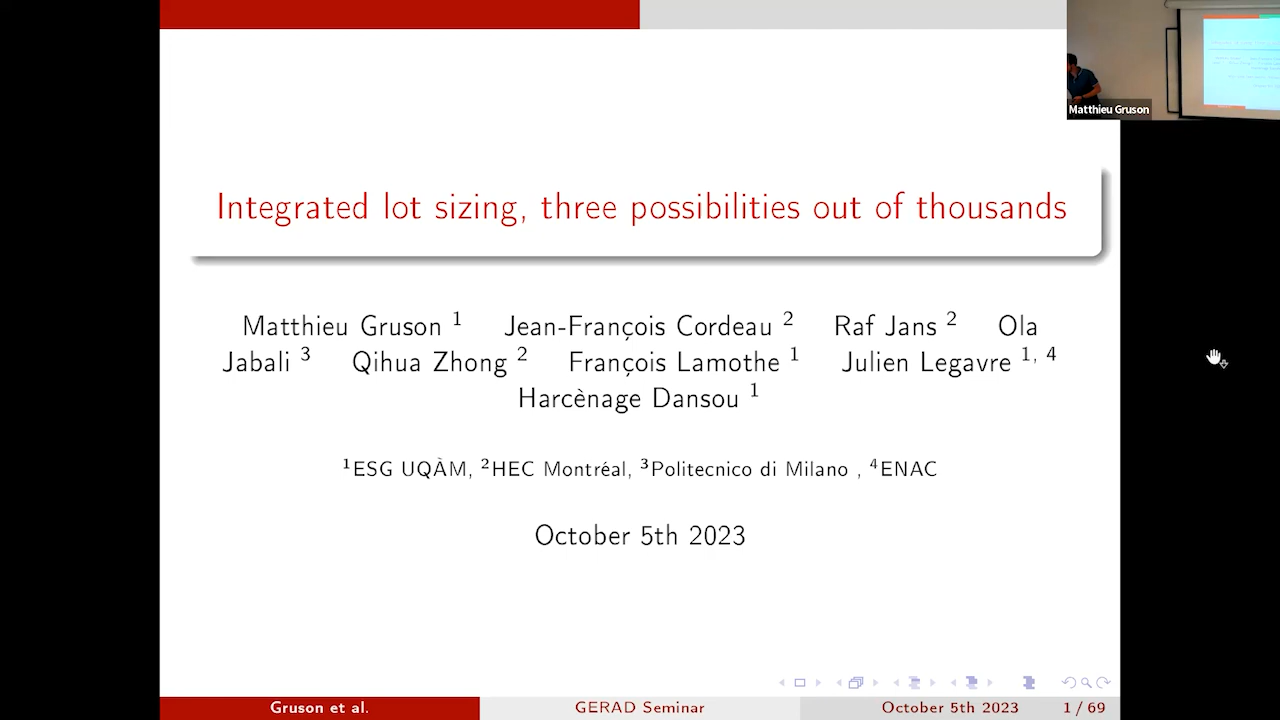 Matthieu Gruson
Integrated lot sizing, three possibilities out of thousands
Matthieu Gruson 1 Jean-François Cordeau 2 Raf Jans 2 Ola
Jabali 3 Qihua Zhong 2 François Lamothe 1 Julien Legavre 1, 4
Harcènage Dansou 1
1ESG UQÀM, 2HEC Montréal, 3Politecnico di Milano , 4ENAC
October 5th 2023
Gruson et al. GERAD Seminar October 5th 2023 1 / 69